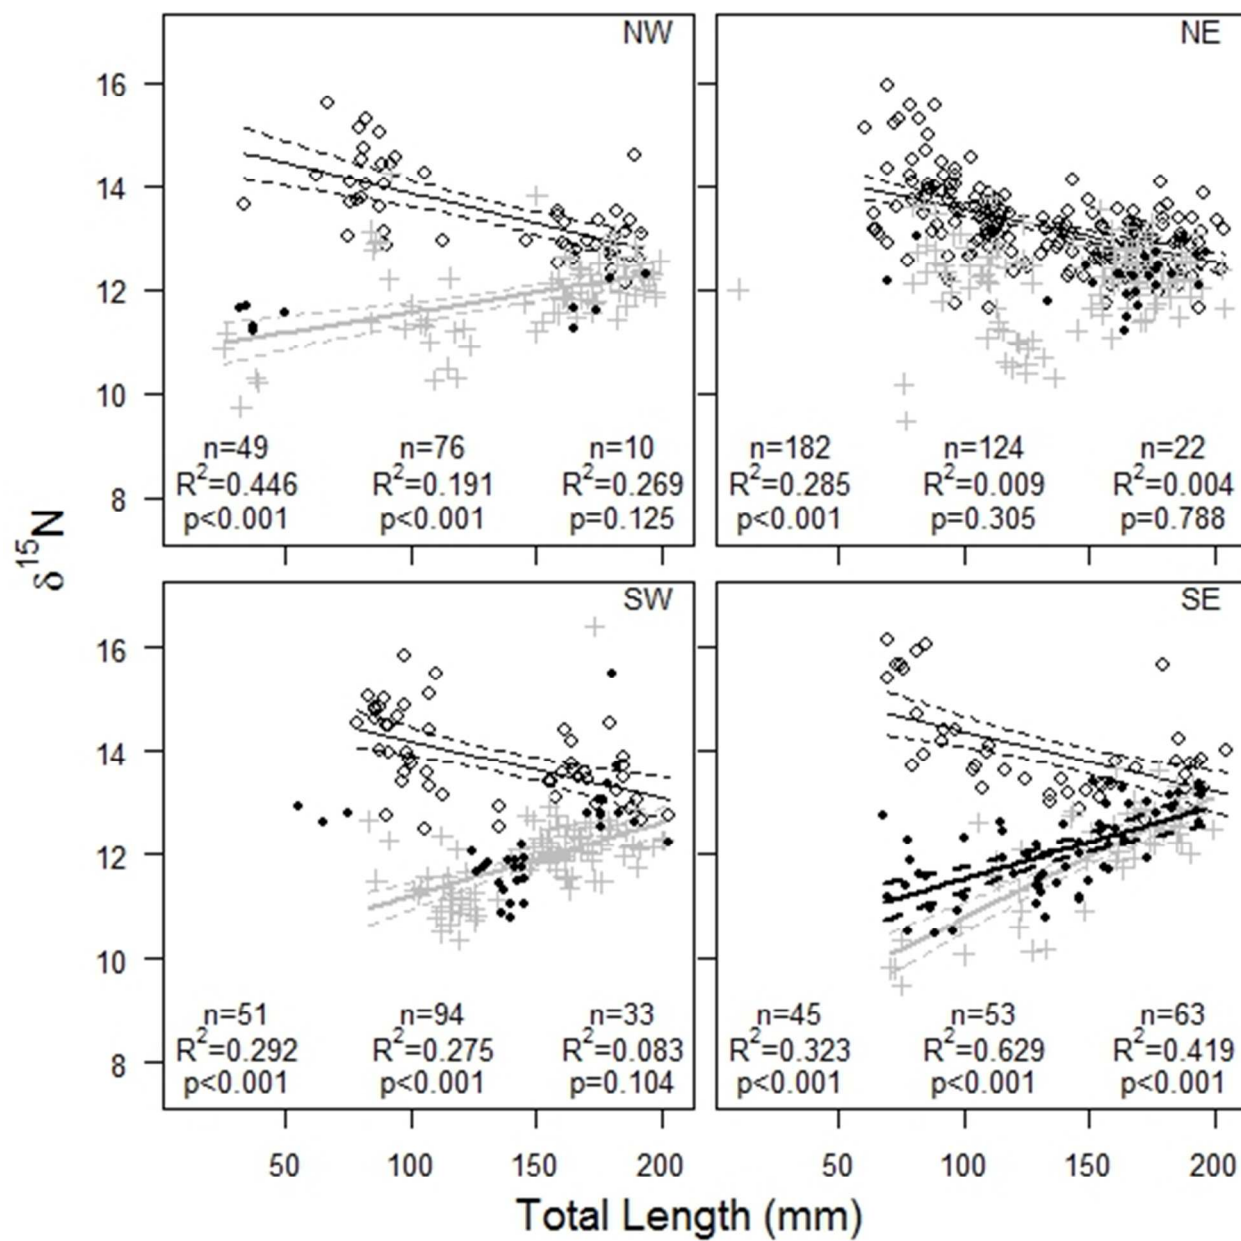 NW
NE
16
14
12
10
8
n=49 n=76 n=10
R²=0.446 R²=0.191 R²=0.269
p<0.001 p<0.001 p=0.125
n=182 n=124 n=22
R²=0.285 R²=0.009 R²=0.004
p<0.001 p=0.305 p=0.788
δ¹⁵N
SW
SE
16
14
12
10
8
n=51 n=94 n=33
R²=0.292 R²=0.275 R²=0.083
p<0.001 p<0.001 p=0.104
n=45 n=53 n=63
R²=0.323 R²=0.629 R²=0.419
p<0.001 p<0.001 p<0.001
50 100 150 200 50 100 150 200
Total Length (mm)